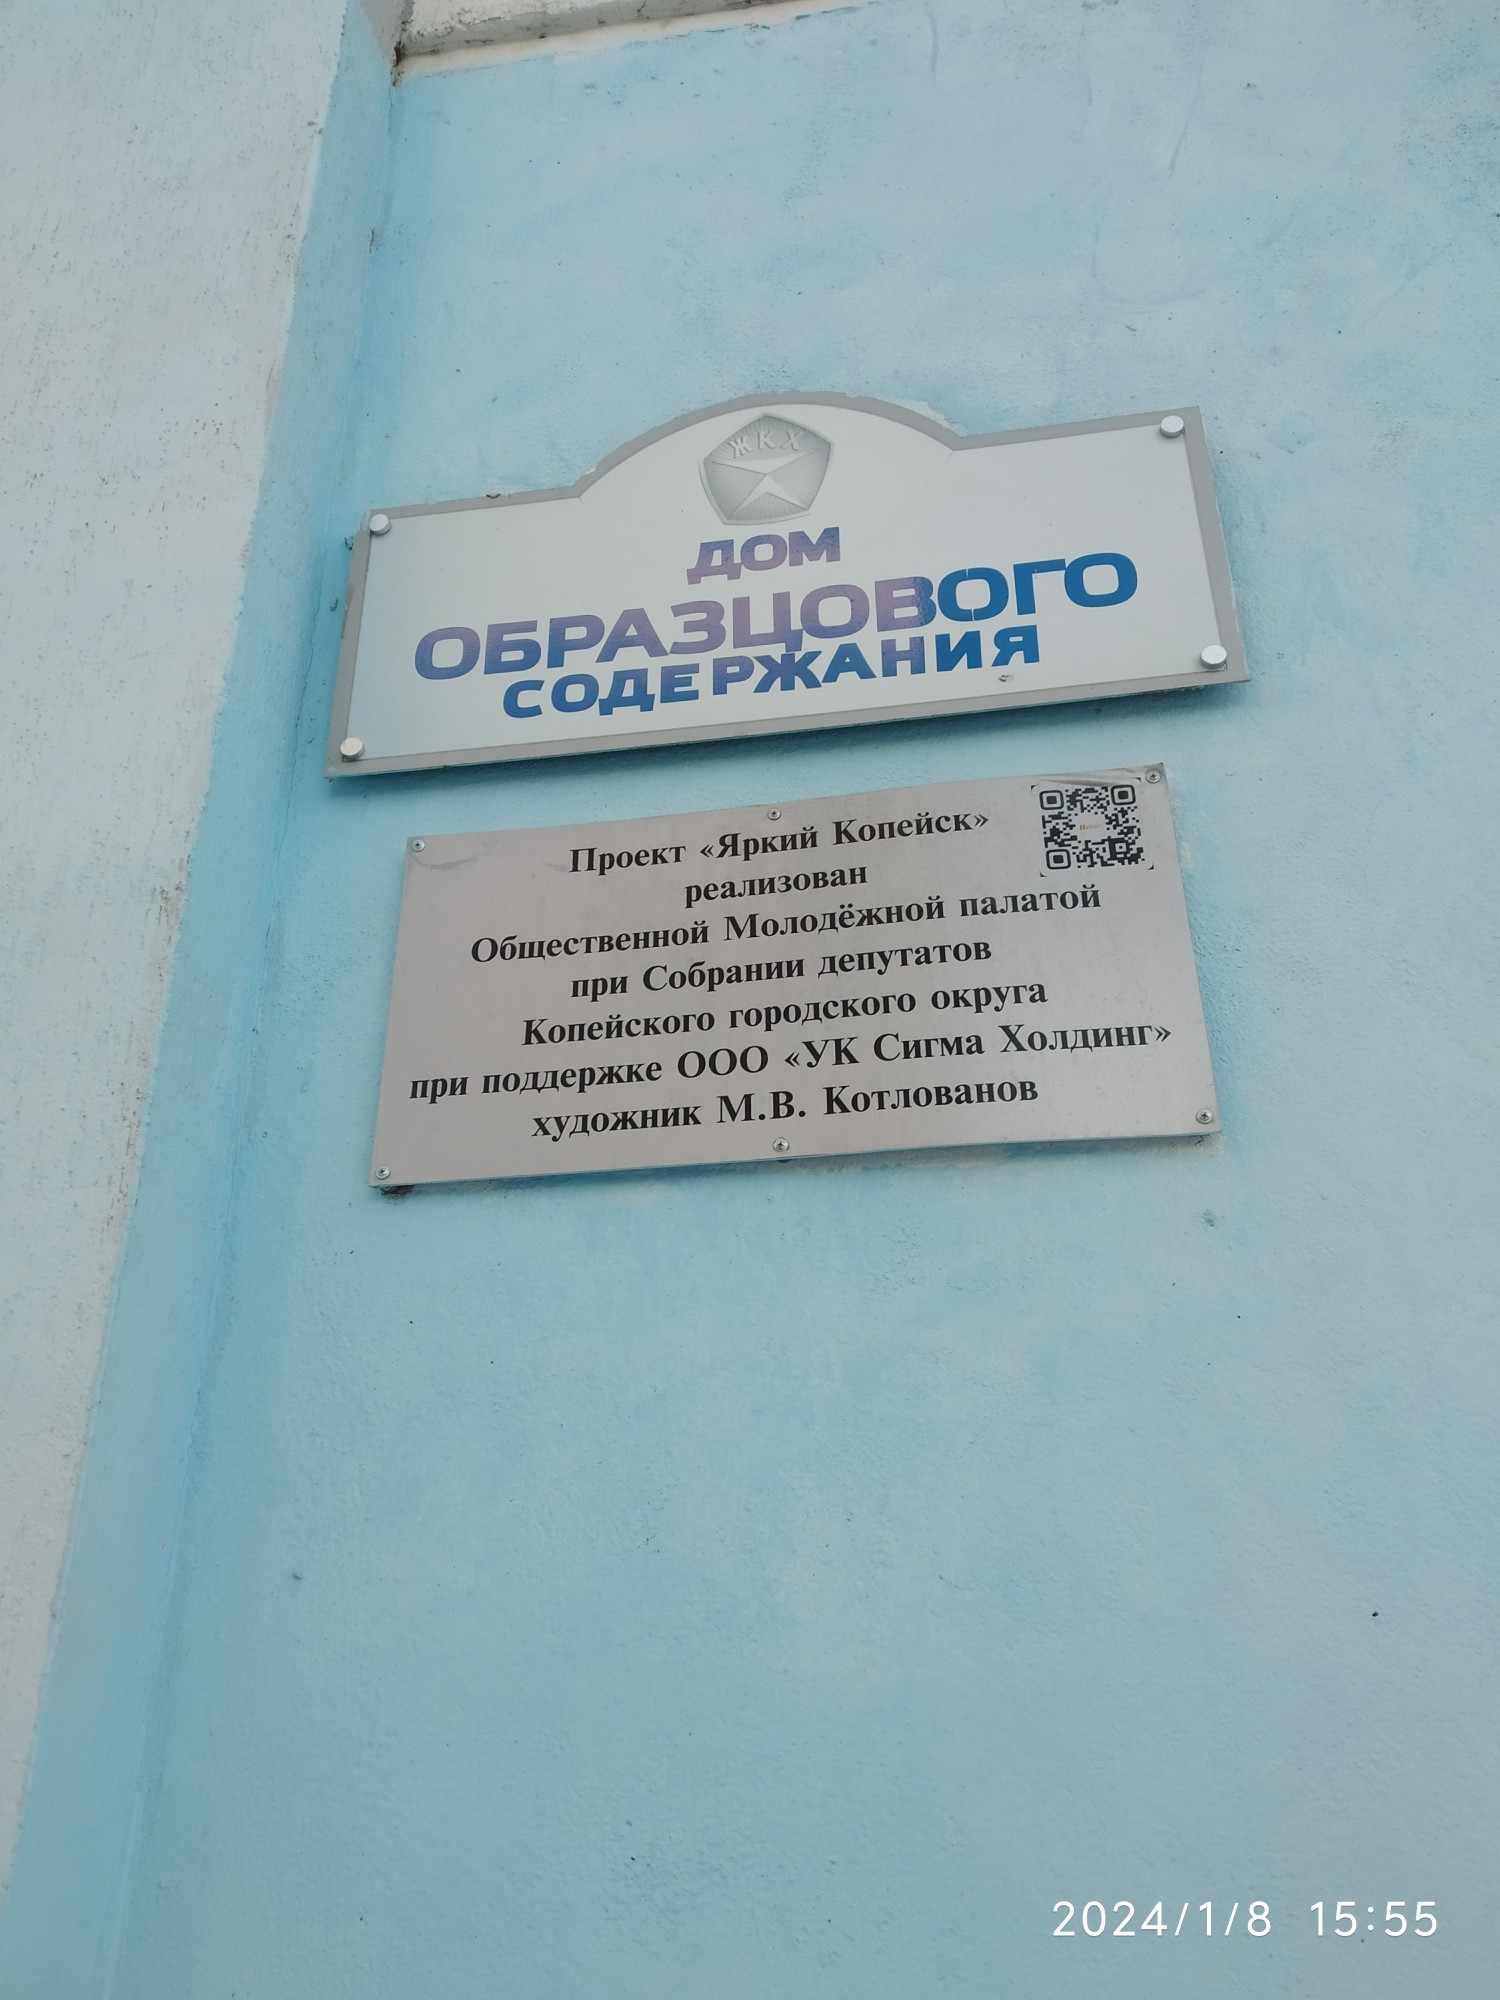 ЖКХ
ДОМ
ОБРАЗЦОВОГО
СОДЕРЖАНИЯ
Проект «Яркий Копейск»
реализован
Общественной Молодёжной палатой
при Собрании депутатов
Копейского городского округа
при поддержке ООО «УК Сигма Холдинг»
художник М.В. Котлованов
2024/1/8 15:55